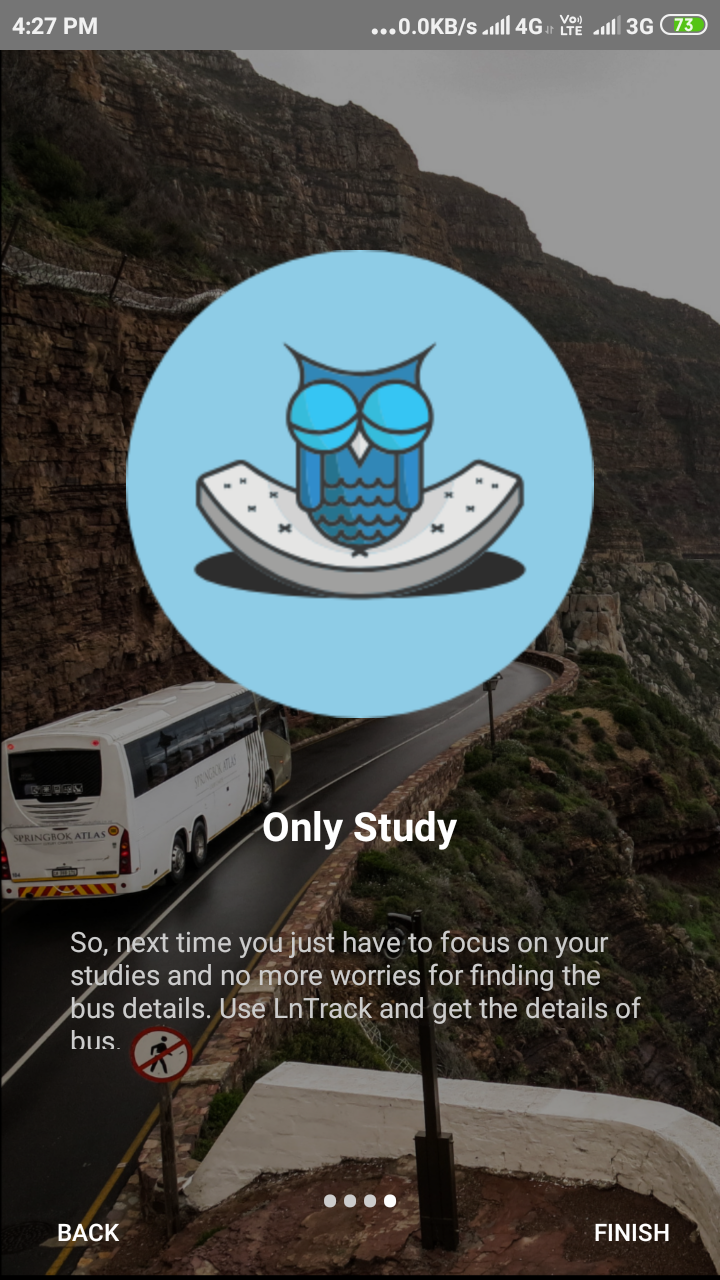 4:27 PM
...0.0KB/s 4G Vo)) LTE 3G 73
SPRINGBOK ATLAS
SPRINGBOK ATLAS
Only Study
So, next time you just have to focus on your
studies and no more worries for finding the
bus details. Use LnTrack and get the details of
bus.
BACK
FINISH